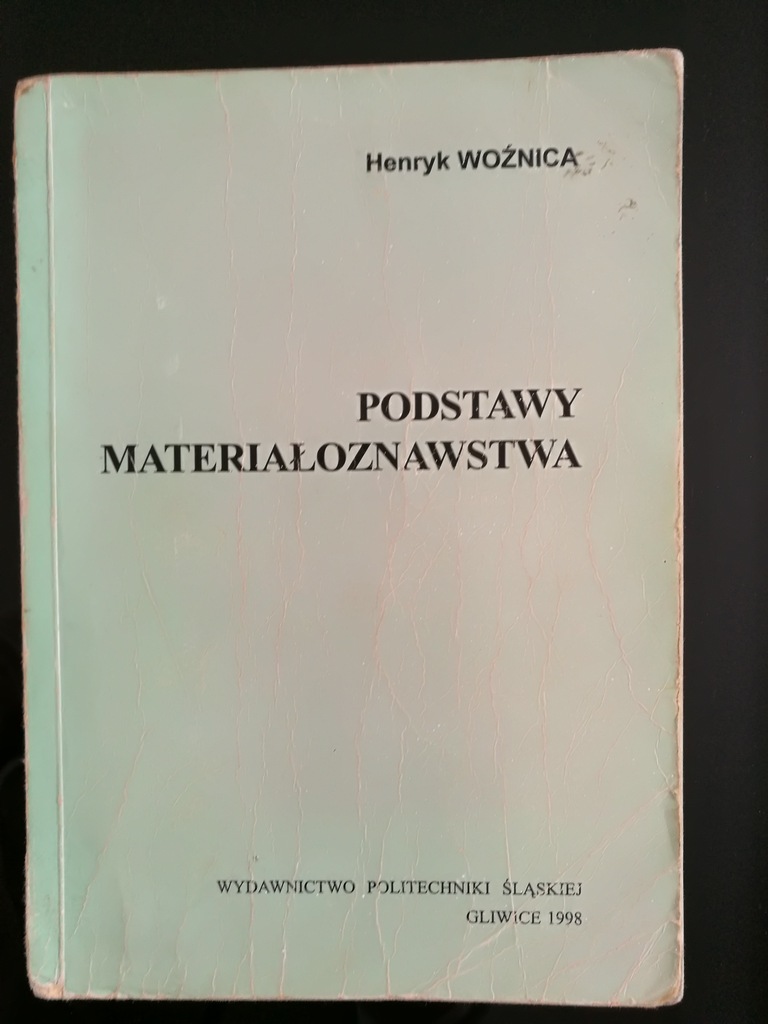 Henryk WOŹNICA
PODSTAWY
MATERIAŁOZNAWSTWA
WYDAWNICTWO POLITECHNIKI ŚLĄSKIEJ
GLIWICE 1998